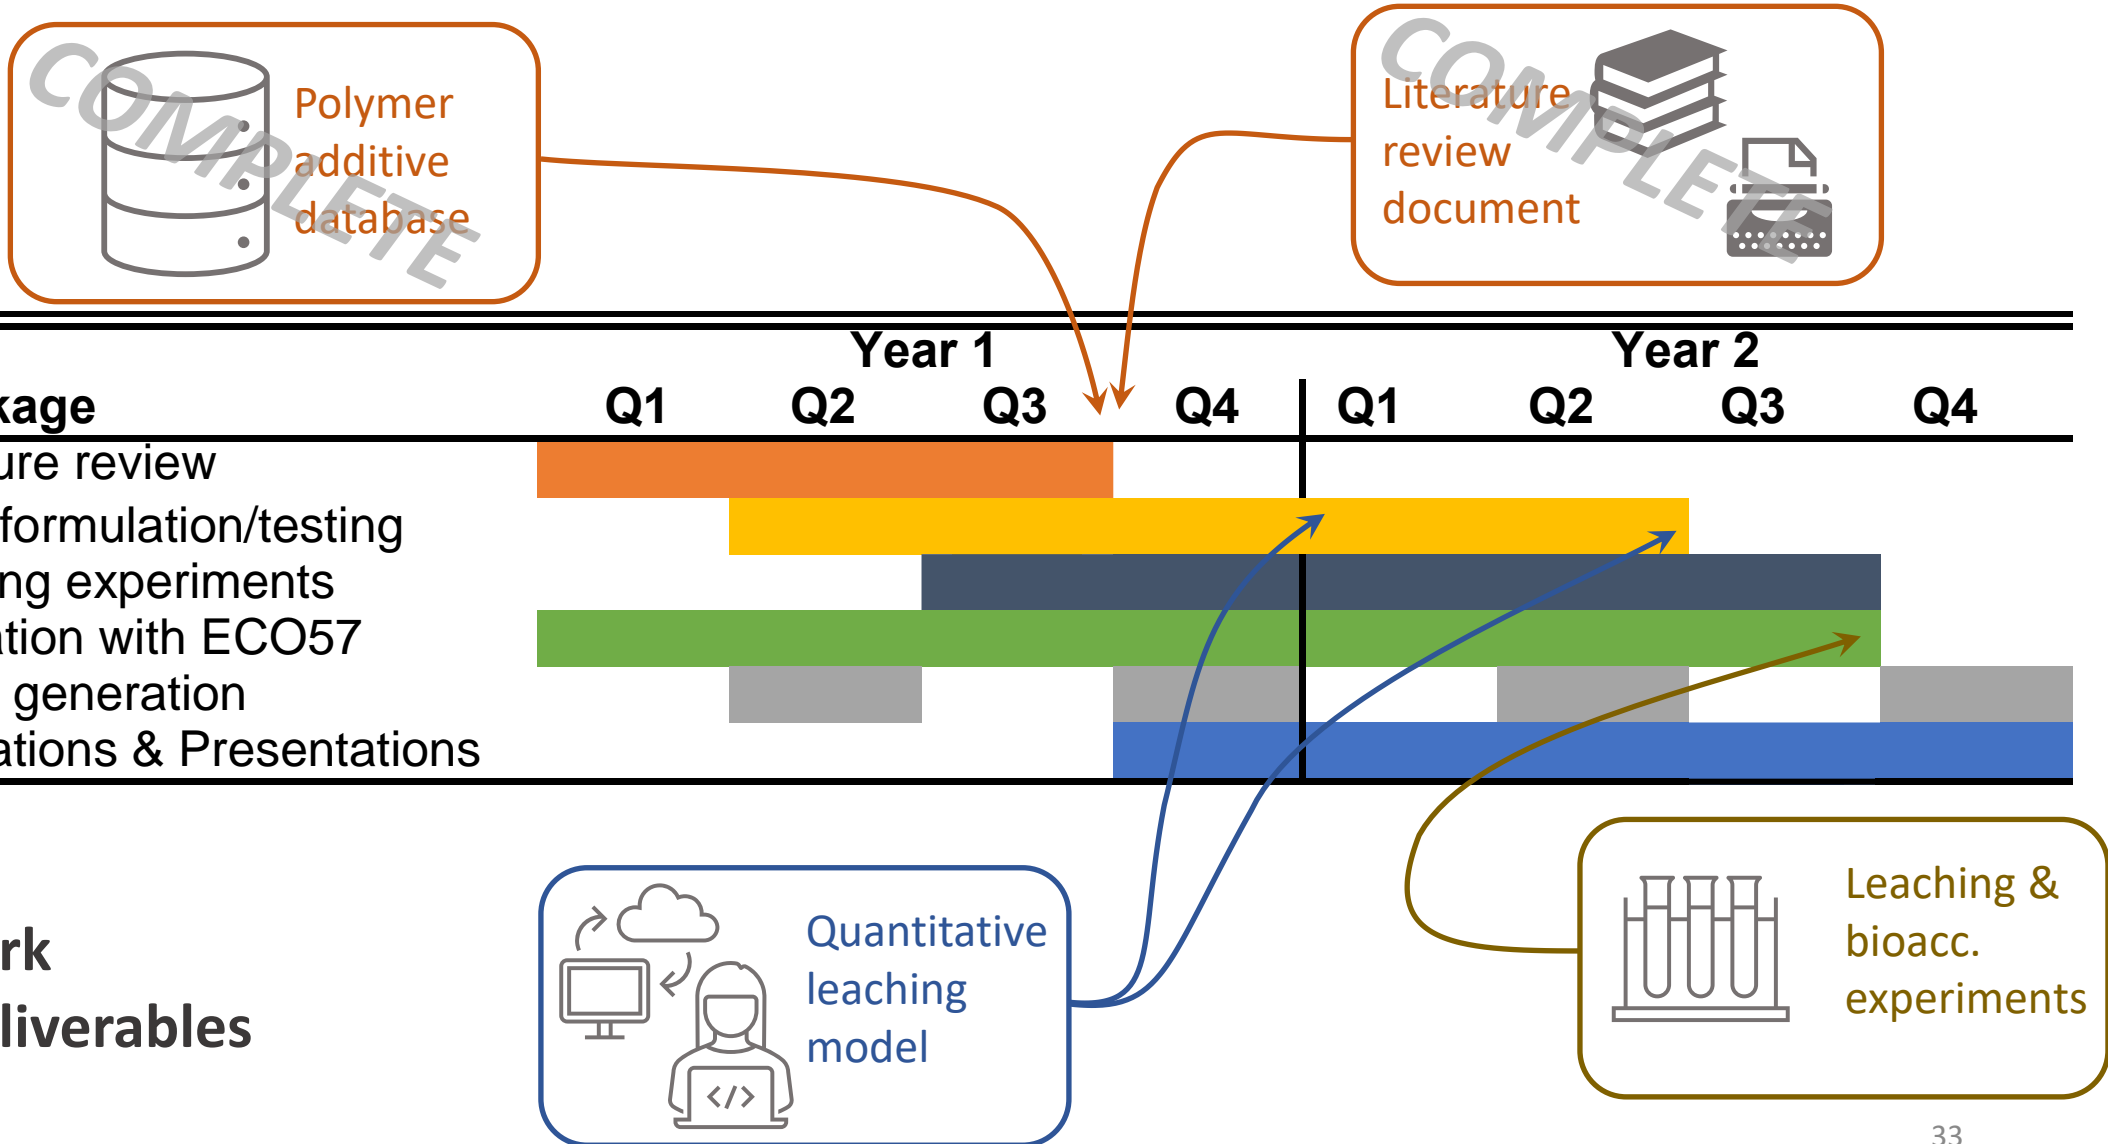 COMPLETE
Polymer
additive
database
COMPLETE
Literature
review
document
Year 1 Year 2
kage Q1 Q2 Q3 Q4 Q1 Q2 Q3 Q4
ure review
formulation/testing
ng experiments
ation with ECO57
generation
ations & Presentations
Quantitative
leaching
model
</>
Leaching &
bioacc.
experiments
rk
liverables
33